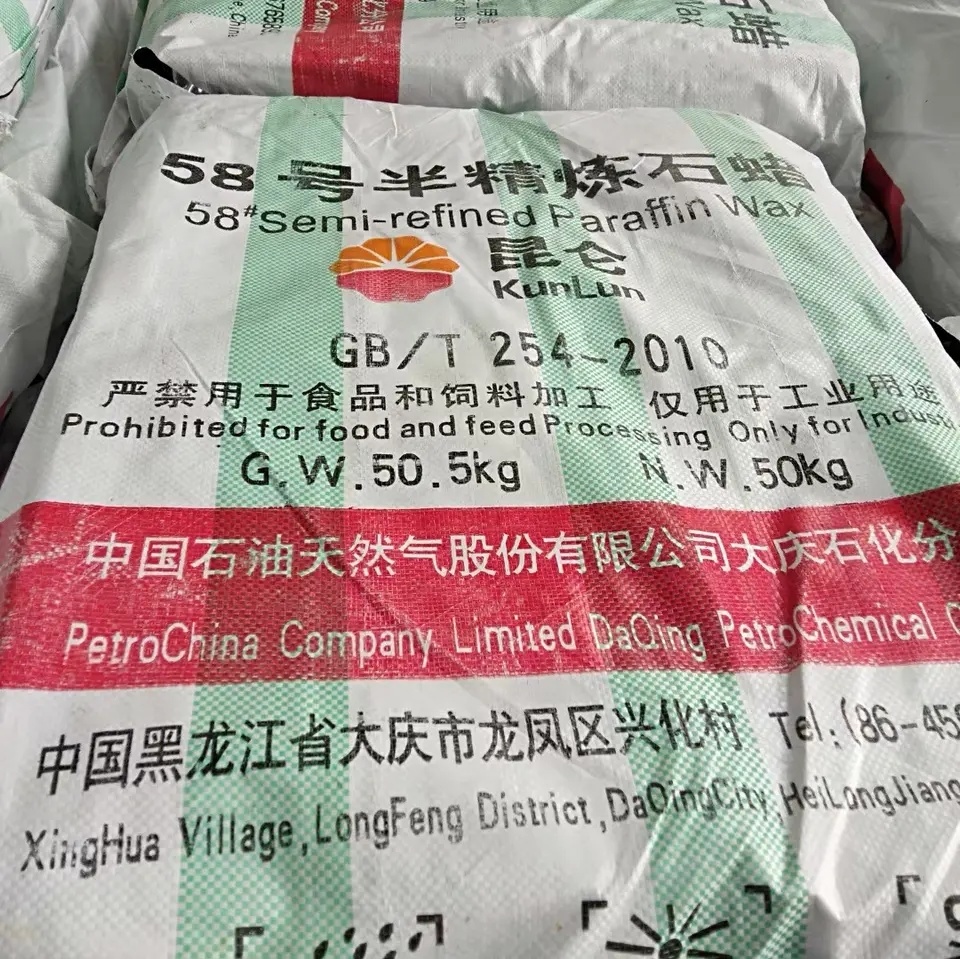 58号半精炼石蜡
58#Semi-refined Paraffin Wax
昆仑
KunLun
GB/T 254-2010
严禁用于食品和饲料加工 仅用于工业用途
Prohibited for food and feed Processing Only for
G.W.50.5kg N.W.50kg
中国石油天然气股份有限公司大庆石化分
PetroChina Company Limited DaQing PetroChemical
中国黑龙江省大庆市龙凤区兴化村 Tel:(86-45
XingHua Village,LongFeng District,DaQingCity,HeiLongJiang